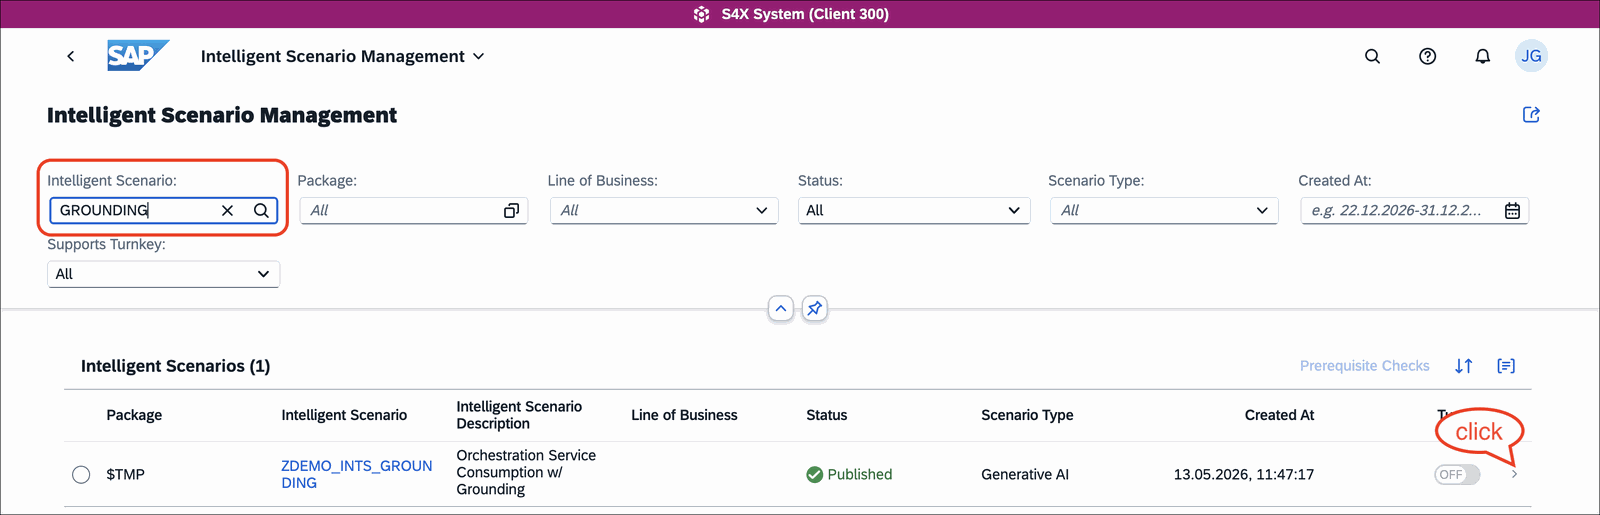 S4X System (Client 300)
SAP
Intelligent Scenario Management
JG
Intelligent Scenario Management
Intelligent Scenario:
Package:
Line of Business:
Status:
Scenario Type:
Created At:
GROUNDING
All
All
All
All
e.g. 22.12.2026-31.12.2...
Supports Turnkey:
All
Intelligent Scenarios (1)
Prerequisite Checks
Package
Intelligent Scenario
Intelligent Scenario
Description
Line of Business
Status
Scenario Type
Created At
click
$TMP
ZDEMO_INTS_GROUN
DING
Orchestration Service
Consumption w/
Grounding
Published
Generative AI
13.05.2026, 11:47:17
OFF